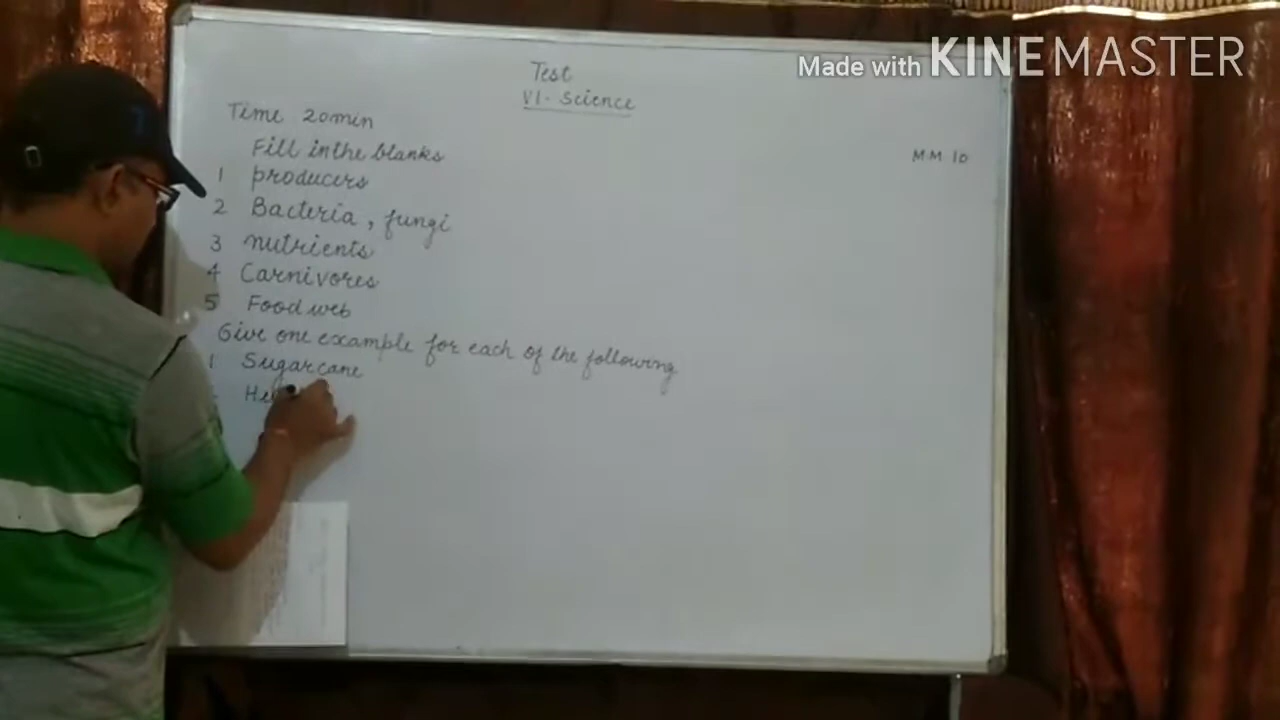 Made with KINEMASTER
Test
VI - Science
Time 20min
MM 10
Fill in the blanks
1 producers
2 Bacteria, fungi
3 nutrients
4 Carnivores
5 Food web
Give one example for each of the following
1 Sugarcane